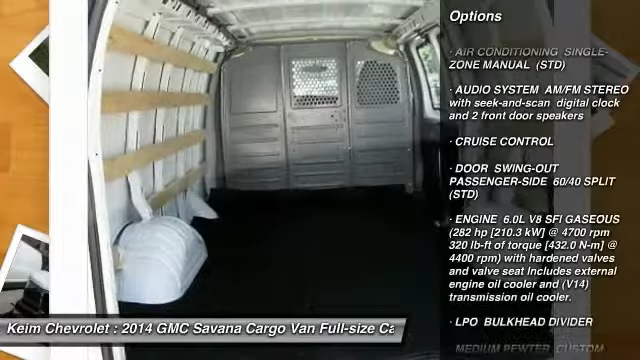 Options
· AIR CONDITIONING  SINGLE-
ZONE MANUAL  (STD)
· AUDIO SYSTEM  AM/FM STEREO
with seek-and-scan  digital clock
and 2 front door speakers
· CRUISE CONTROL
· DOOR  SWING-OUT
PASSENGER-SIDE  60/40 SPLIT
(STD)
· ENGINE  6.0L V8 SFI GASEOUS
(282 hp [210.3 kW] @ 4700 rpm
320 lb-ft of torque [432.0 N-m] @
4400 rpm) with hardened valves
and valve seat Includes external
engine oil cooler and (V14)
transmission oil cooler.
· LPO  BULKHEAD DIVIDER
MEDIUM PEWTER  CUSTOM
Keim Chevrolet : 2014 GMC Savana Cargo Van Full-size Ca